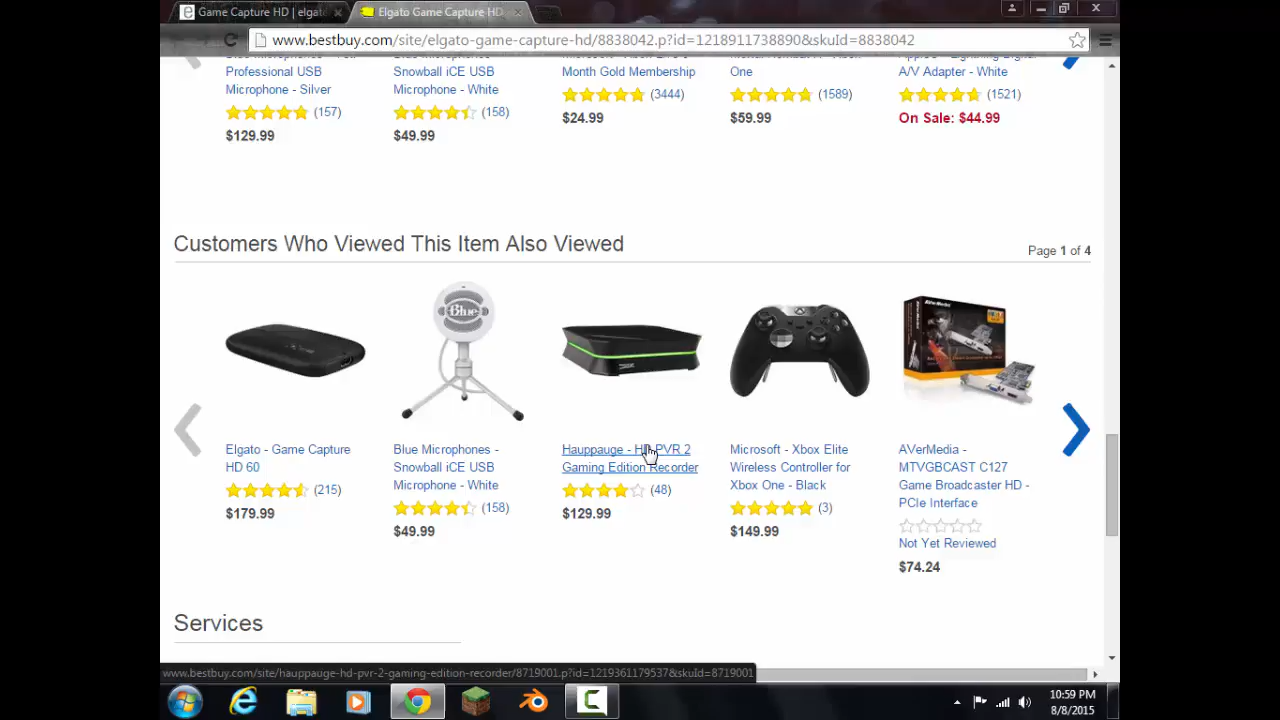 Game Capture HD | elgat
Elgato Game Capture HD
www.bestbuy.com/site/elgato-game-capture-hd/8838042.p?id=1218911738890&skuId=8838042
Professional USB
Microphone - Silver
(157)
$129.99
Snowball iCE USB
Microphone - White
(158)
$49.99
Month Gold Membership
(3444)
$24.99
One
(1589)
$59.99
A/V Adapter - White
(1521)
On Sale: $44.99
Customers Who Viewed This Item Also Viewed
Page 1 of 4
Blue
Elgato - Game Capture
HD 60
(215)
$179.99
Blue Microphones -
Snowball iCE USB
Microphone - White
(158)
$49.99
Hauppauge - HD PVR 2
Gaming Edition Recorder
(48)
$129.99
Microsoft - Xbox Elite
Wireless Controller for
Xbox One - Black
(3)
$149.99
AVerMedia
AVerMedia -
MTVGBCAST C127
Game Broadcaster HD -
PCIe Interface
Not Yet Reviewed
$74.24
Services
www.bestbuy.com/site/hauppauge-hd-pvr-2-gaming-edition-recorder/8719001.p?id=1219361179537&skuId=8719001
10:59 PM
8/8/2015